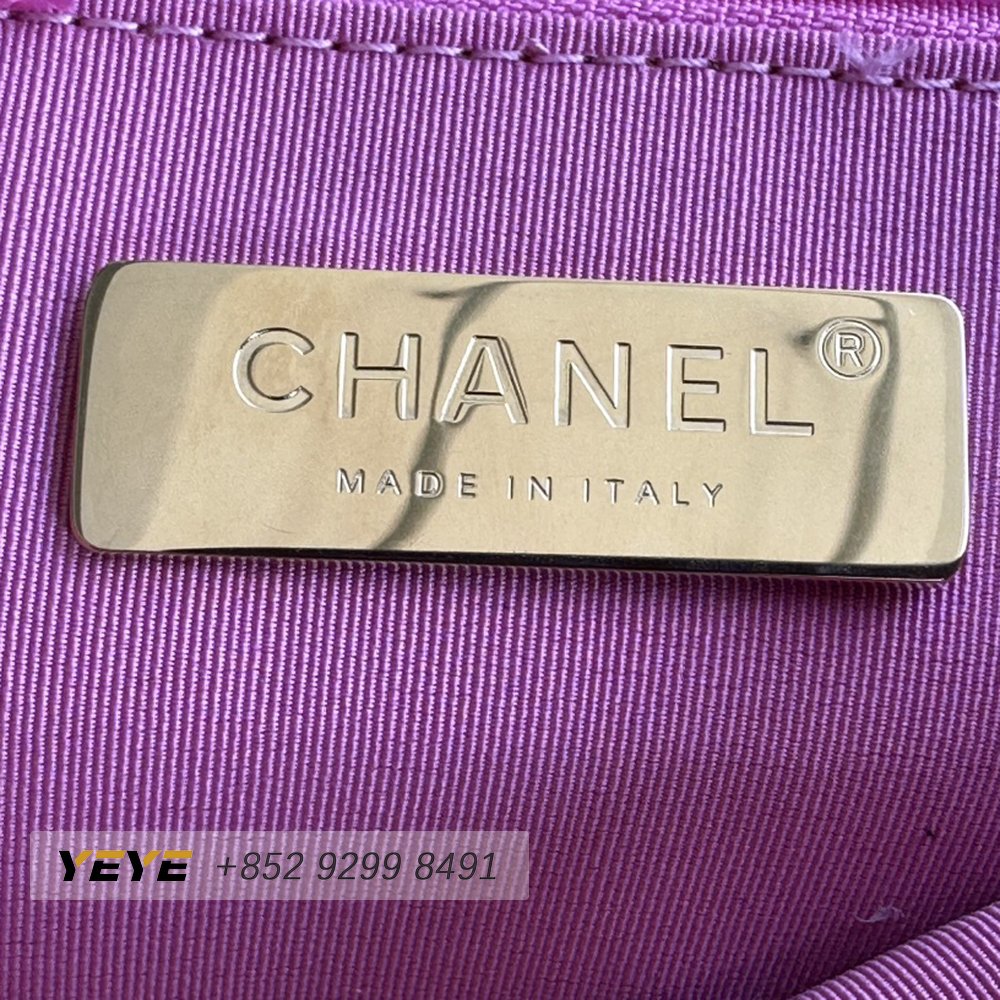 CHANEL®
MADE IN ITALY
YEYE +852 9299 8491